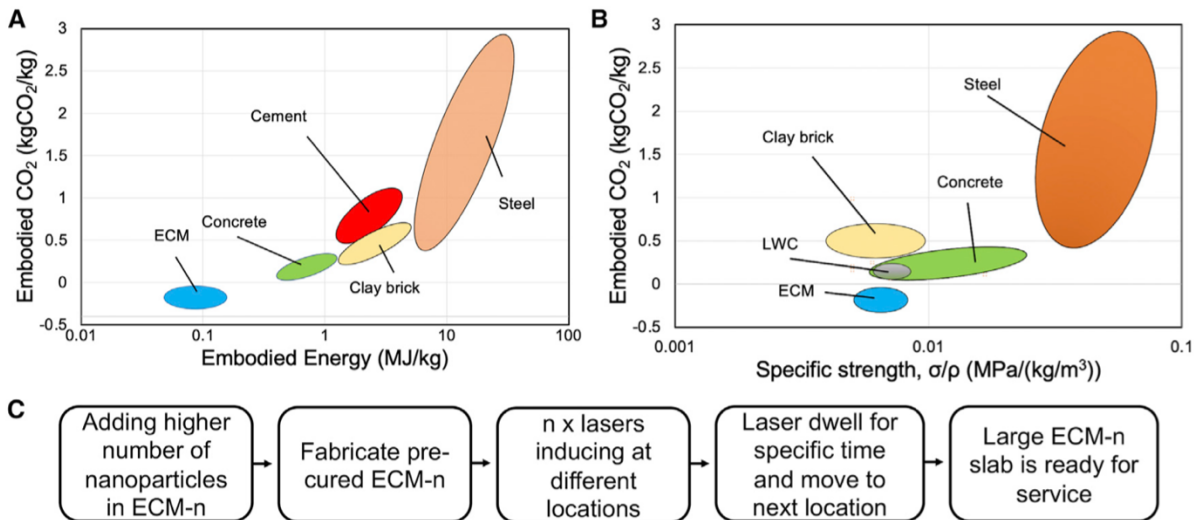 A
Embodied CO₂ (kgCO₂/kg)
3
2.5
2
1.5
1
0.5
0
-0.5
Cement
Concrete
ECM
Steel
Clay brick
0.01
0.1
1
10
100
Embodied Energy (MJ/kg)
B
Embodied CO₂ (kgCO₂/kg)
3
2.5
2
1.5
1
0.5
0
-0.5
Steel
Clay brick
Concrete
LWC
ECM
0.001
0.01
0.1
Specific strength, σ/ρ (MPa/(kg/m³))
C
Adding higher
number of
nanoparticles
in ECM-n
Fabricate pre-
cured ECM-n
n x lasers
inducing at
different
locations
Laser dwell for
specific time
and move to
next location
Large ECM-n
slab is ready for
service